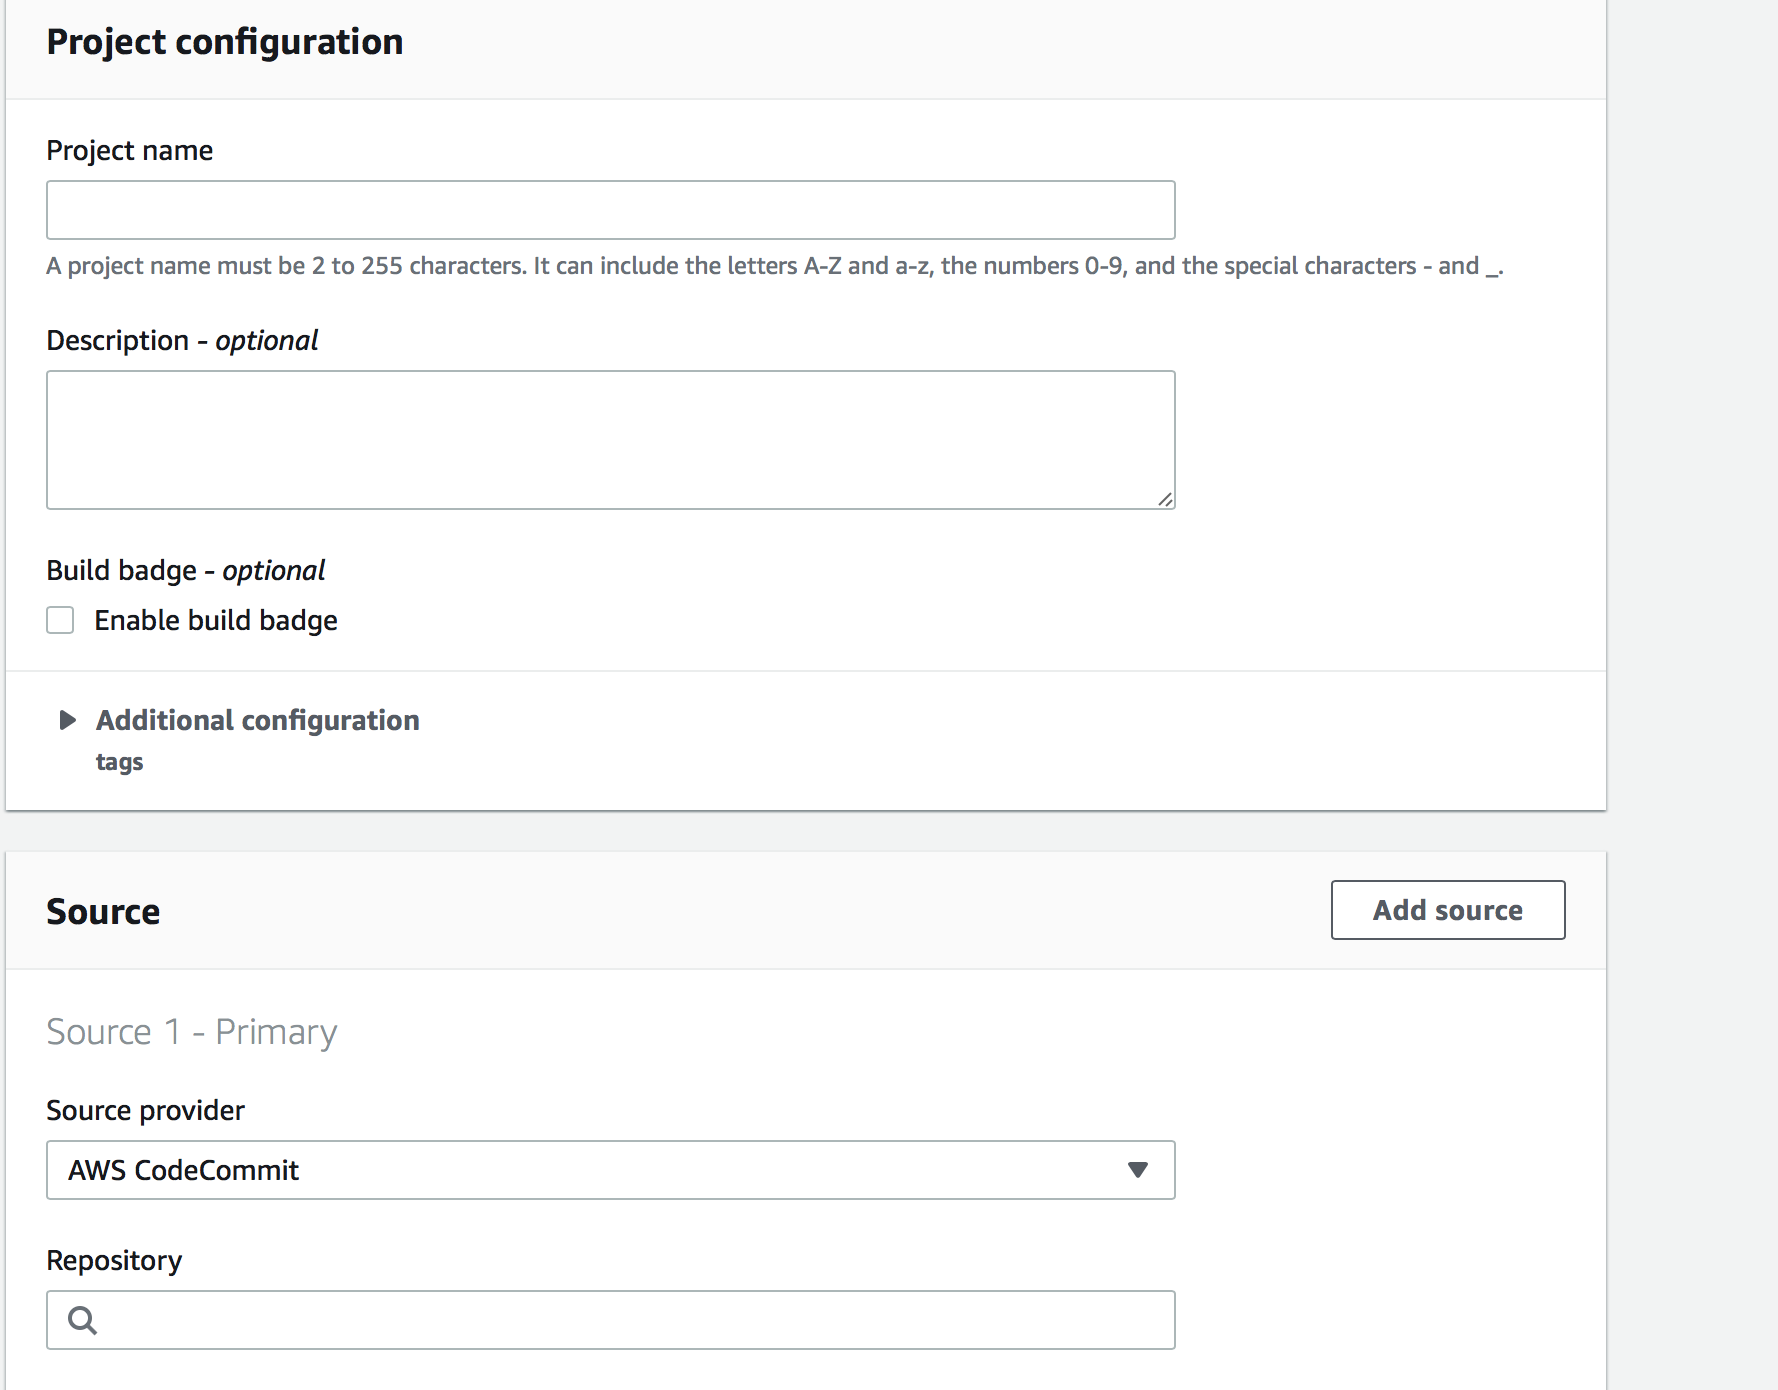 Project configuration
Project name
A project name must be 2 to 255 characters. It can include the letters A-Z and a-z, the numbers 0-9, and the special characters - and _.
Description - optional
Build badge - optional
Enable build badge
Additional configuration
tags
Source
Add source
Source 1 - Primary
Source provider
AWS CodeCommit
Repository